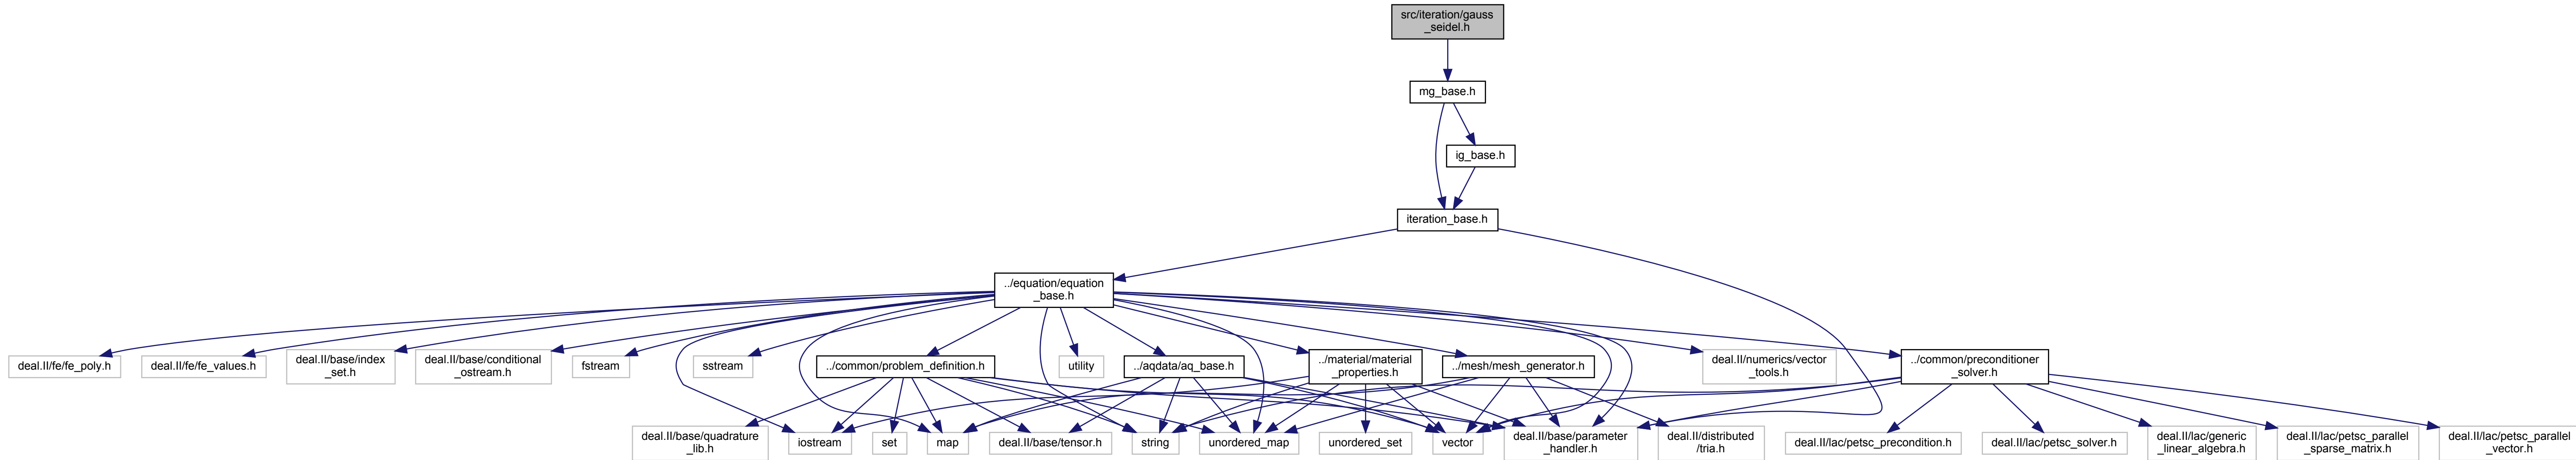 src/iteration/gauss
_seidel.h
mg_base.h
ig_base.h
iteration_base.h
../equation/equation
_base.h
deal.II/fe/fe_poly.h
deal.II/fe/fe_values.h
deal.II/base/index
_set.h
deal.II/base/conditional
_ostream.h
fstream
sstream
../common/problem_definition.h
utility
../aqdata/aq_base.h
../material/material
_properties.h
../mesh/mesh_generator.h
deal.II/numerics/vector
_tools.h
../common/preconditioner
_solver.h
deal.II/base/quadrature
_lib.h
iostream
set
map
deal.II/base/tensor.h
string
unordered_map
unordered_set
vector
deal.II/base/parameter
_handler.h
deal.II/distributed
/tria.h
deal.II/lac/petsc_precondition.h
deal.II/lac/petsc_solver.h
deal.II/lac/generic
_linear_algebra.h
deal.II/lac/petsc_parallel
_sparse_matrix.h
deal.II/lac/petsc_parallel
_vector.h